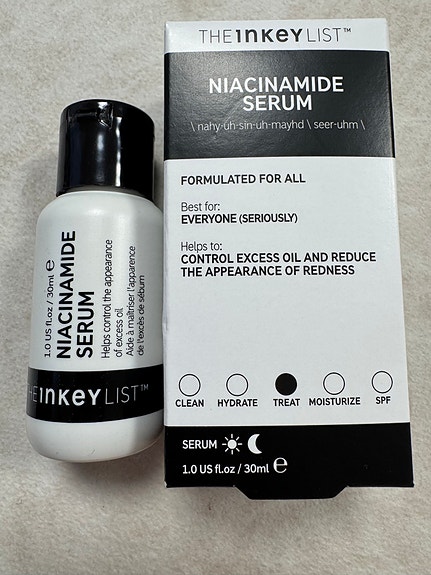 THE INKEY LIST™
NIACINAMIDE
SERUM
\ nahy-uh-sin-uh-mayhd \ seer-uhm \
FORMULATED FOR ALL
Best for:
EVERYONE (SERIOUSLY)
Helps to:
CONTROL EXCESS OIL AND REDUCE
THE APPEARANCE OF REDNESS
CLEAN HYDRATE TREAT MOISTURIZE SPF
SERUM
1.0 US fl.oz / 30ml ℮
1.0 US fl.oz / 30ml ℮
NIACINAMIDE
SERUM
Helps control the appearance
of excess oil
Aide à maîtriser l'apparence
de l'excès de sébum
THE INKEY LIST™